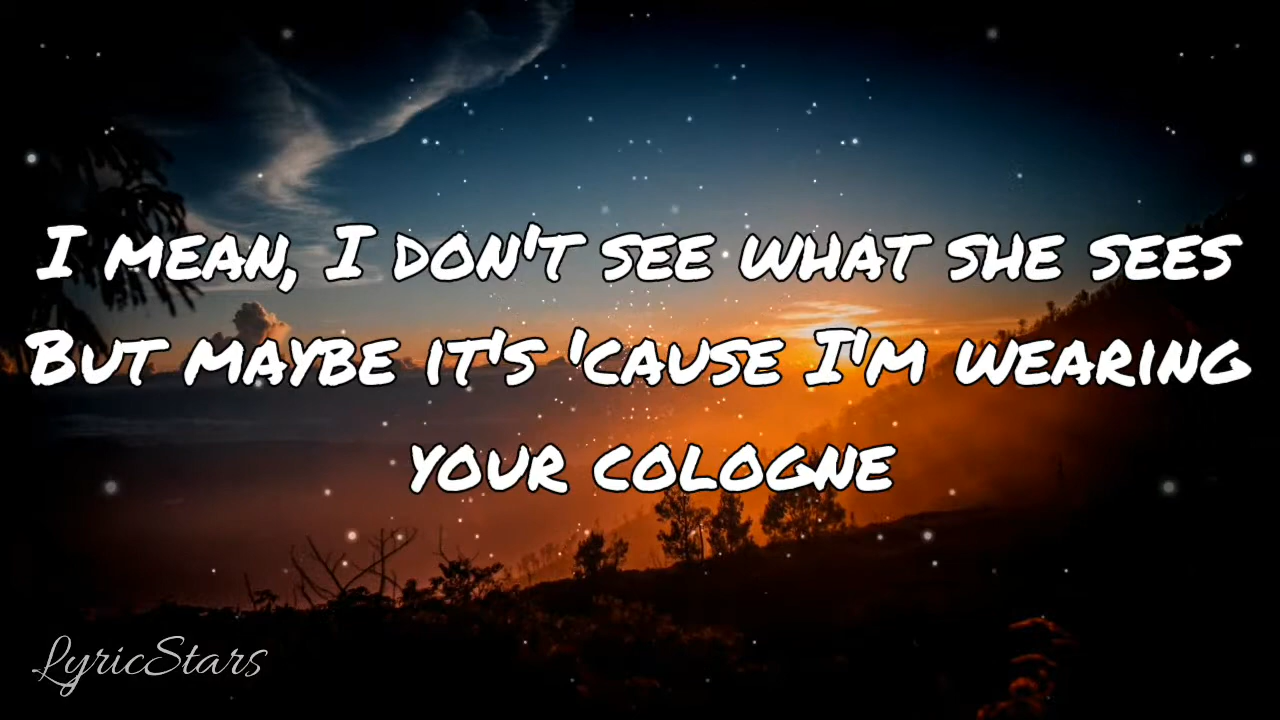 I mean, I don't see what she sees
But maybe it's 'cause I'm wearing
your cologne
LyricStars